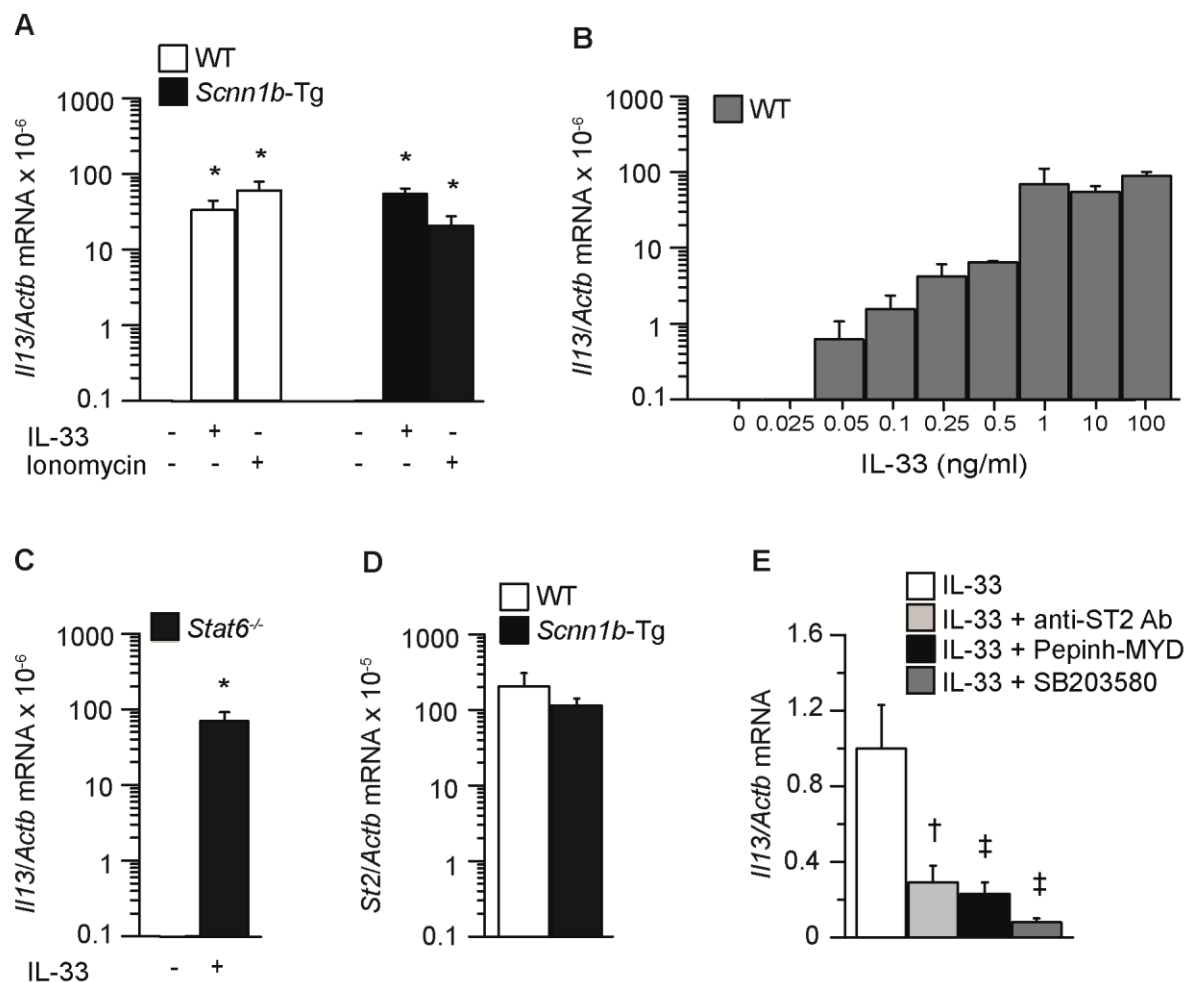 A
WT
Scnn1b-Tg
Il13/Actb mRNA x 10-6
1000
100
10
1
0.1
* * * *
IL-33 - + - - + -
Ionomycin - - + - - +
B
WT
Il13/Actb mRNA x 10-6
1000
100
10
1
0.1
0 0.025 0.05 0.1 0.25 0.5 1 10 100
IL-33 (ng/ml)
C
Stat6-/-
Il13/Actb mRNA x 10-6
1000
100
10
1
0.1
*
IL-33 - +
D
WT
Scnn1b-Tg
St2/Actb mRNA x 10-5
1000
100
10
1
0.1
E
IL-33
IL-33 + anti-ST2 Ab
IL-33 + Pepinh-MYD
IL-33 + SB203580
Il13/Actb mRNA
1.6
1.2
0.8
0.4
0
† ‡ ‡